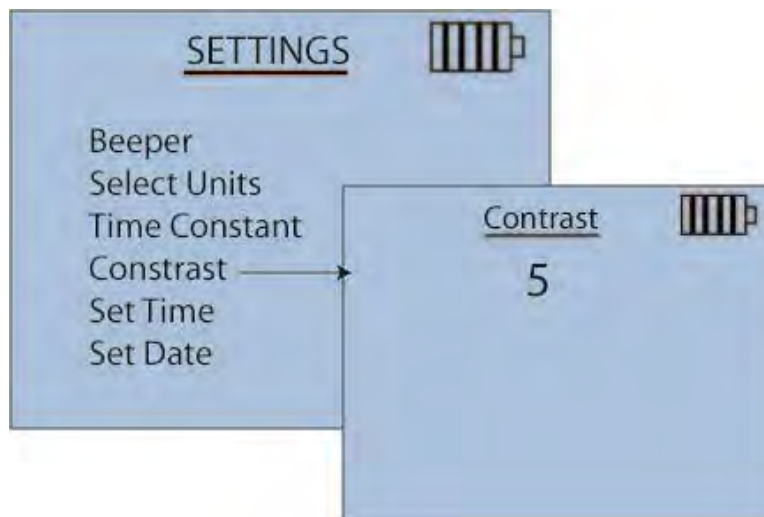 SETTINGS
Beeper
Select Units
Time Constant
Constrast
Set Time
Set Date
Contrast
5